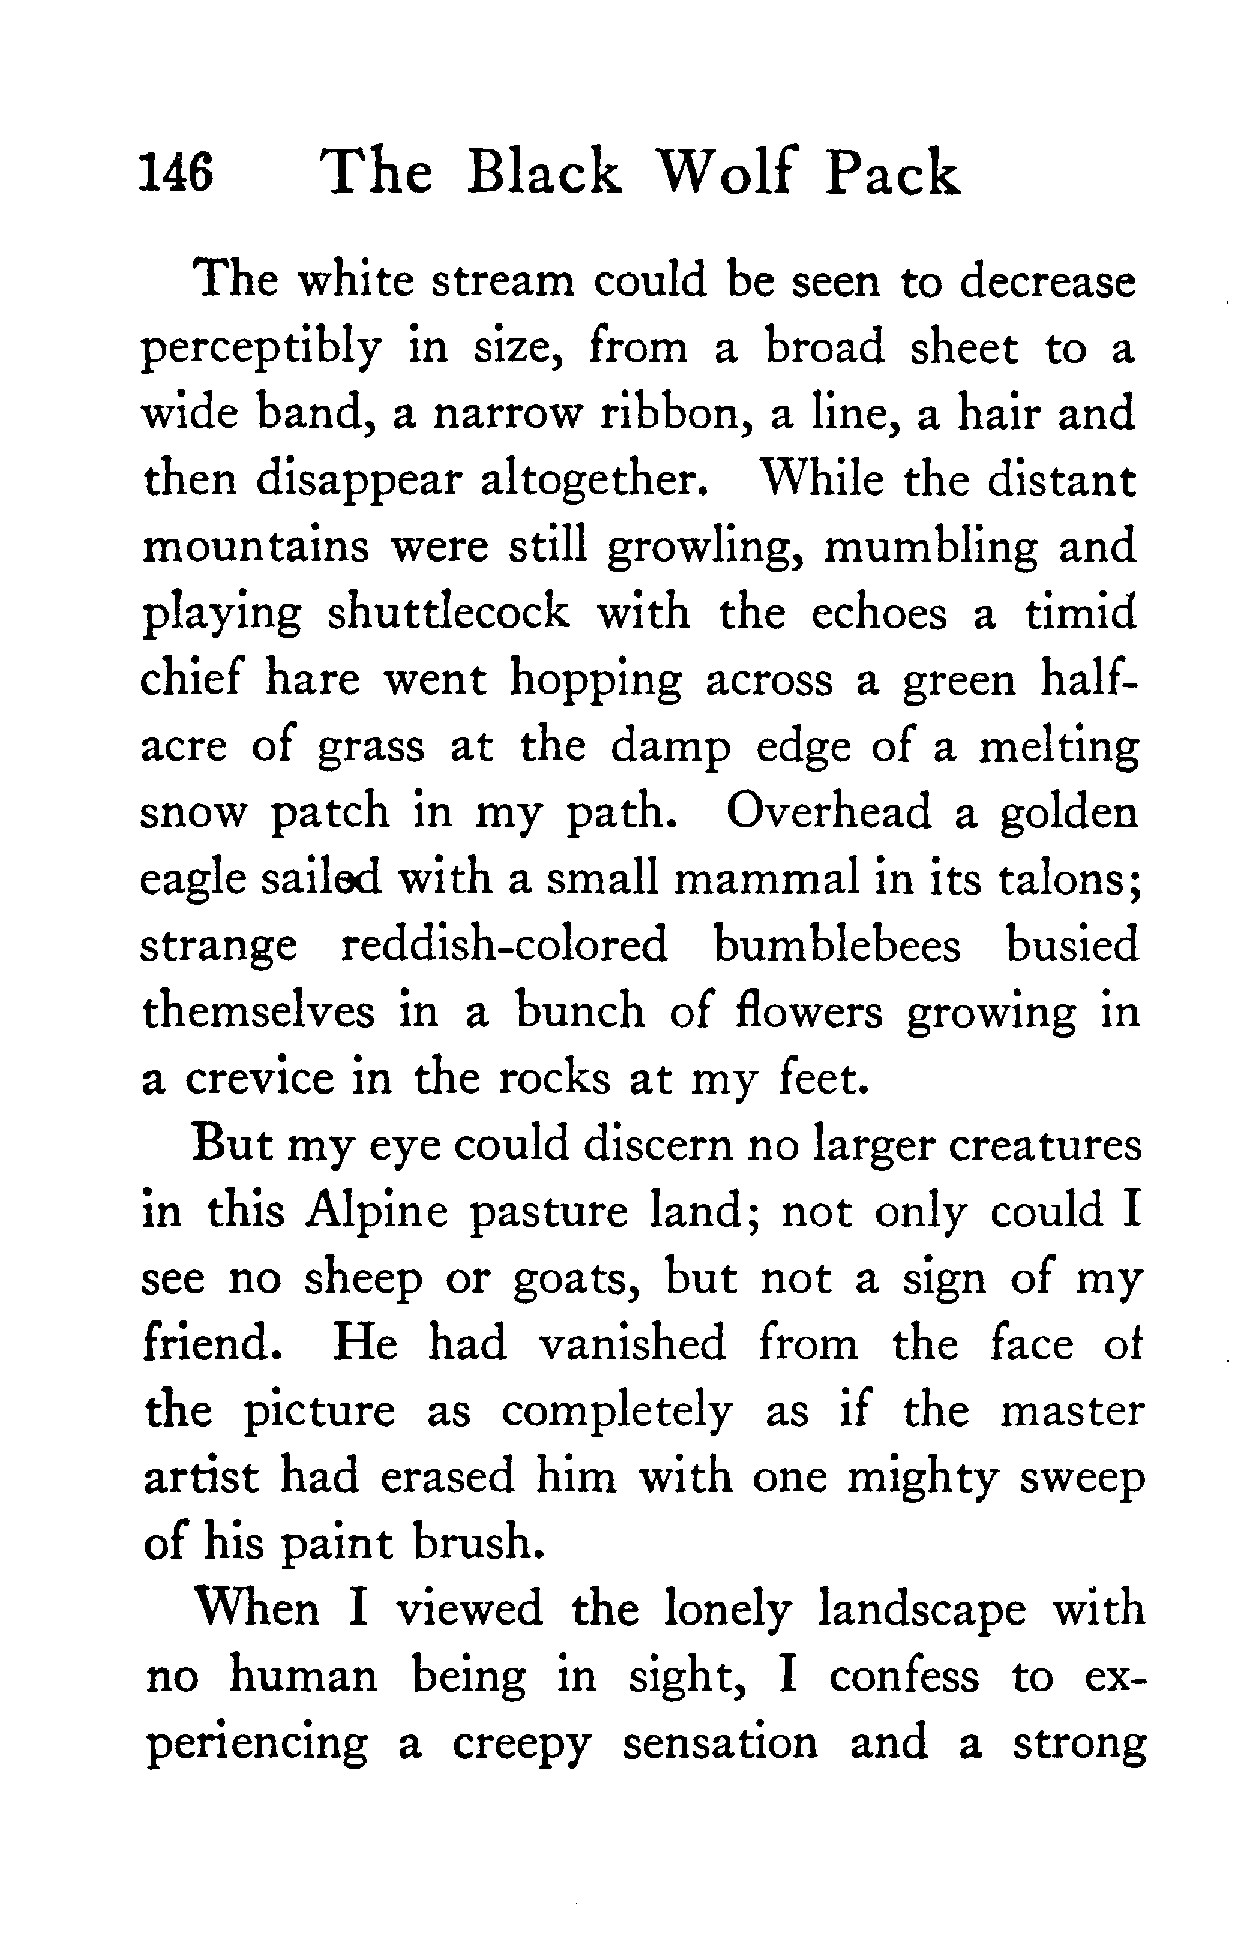 146 The Black Wolf Pack
The white stream could be seen to decrease
perceptibly in size, from a broad sheet to a
wide band, a narrow ribbon, a line, a hair and
then disappear altogether. While the distant
mountains were still growling, mumbling and
playing shuttlecock with the echoes a timid
chief hare went hopping across a green half-
acre of grass at the damp edge of a melting
snow patch in my path. Overhead a golden
eagle sailed with a small mammal in its talons;
strange reddish-colored bumblebees busied
themselves in a bunch of flowers growing in
a crevice in the rocks at my feet.
But my eye could discern no larger creatures
in this Alpine pasture land; not only could I
see no sheep or goats, but not a sign of my
friend. He had vanished from the face of
the picture as completely as if the master
artist had erased him with one mighty sweep
of his paint brush.
When I viewed the lonely landscape with
no human being in sight, I confess to ex-
periencing a creepy sensation and a strong